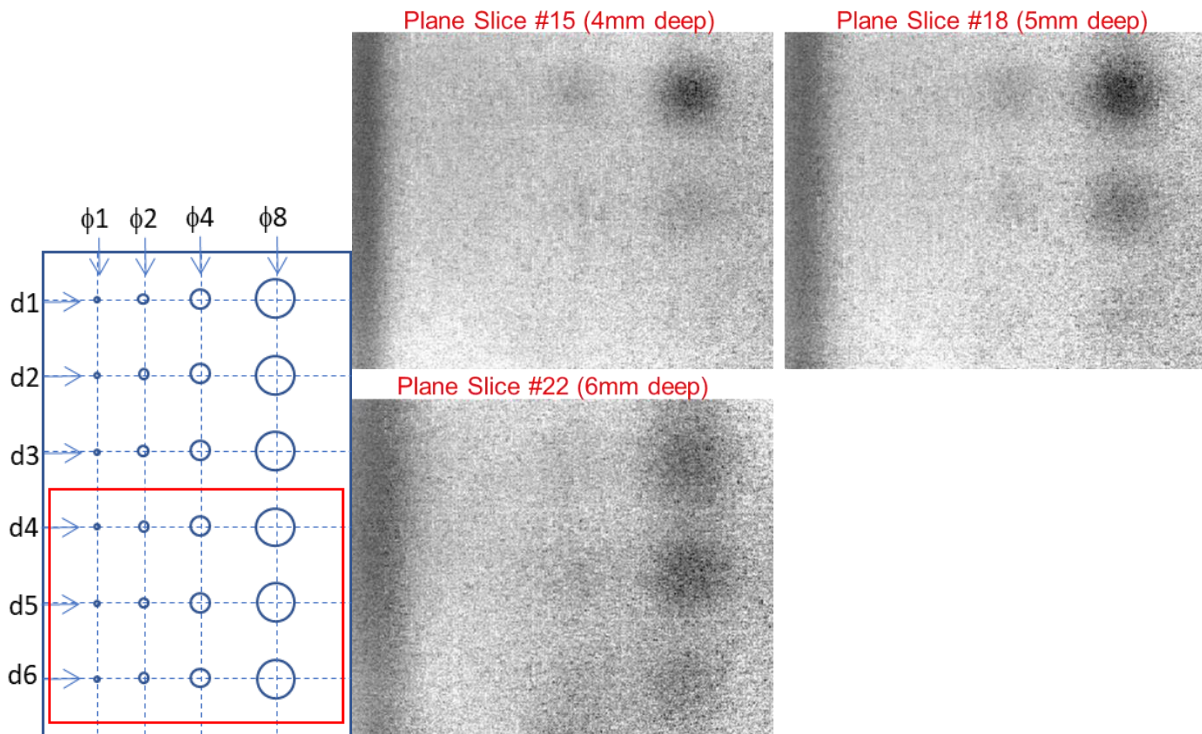 Plane Slice #15 (4mm deep)
Plane Slice #18 (5mm deep)
ϕ1 ϕ2 ϕ4 ϕ8
d1
d2
d3
Plane Slice #22 (6mm deep)
d4
d5
d6